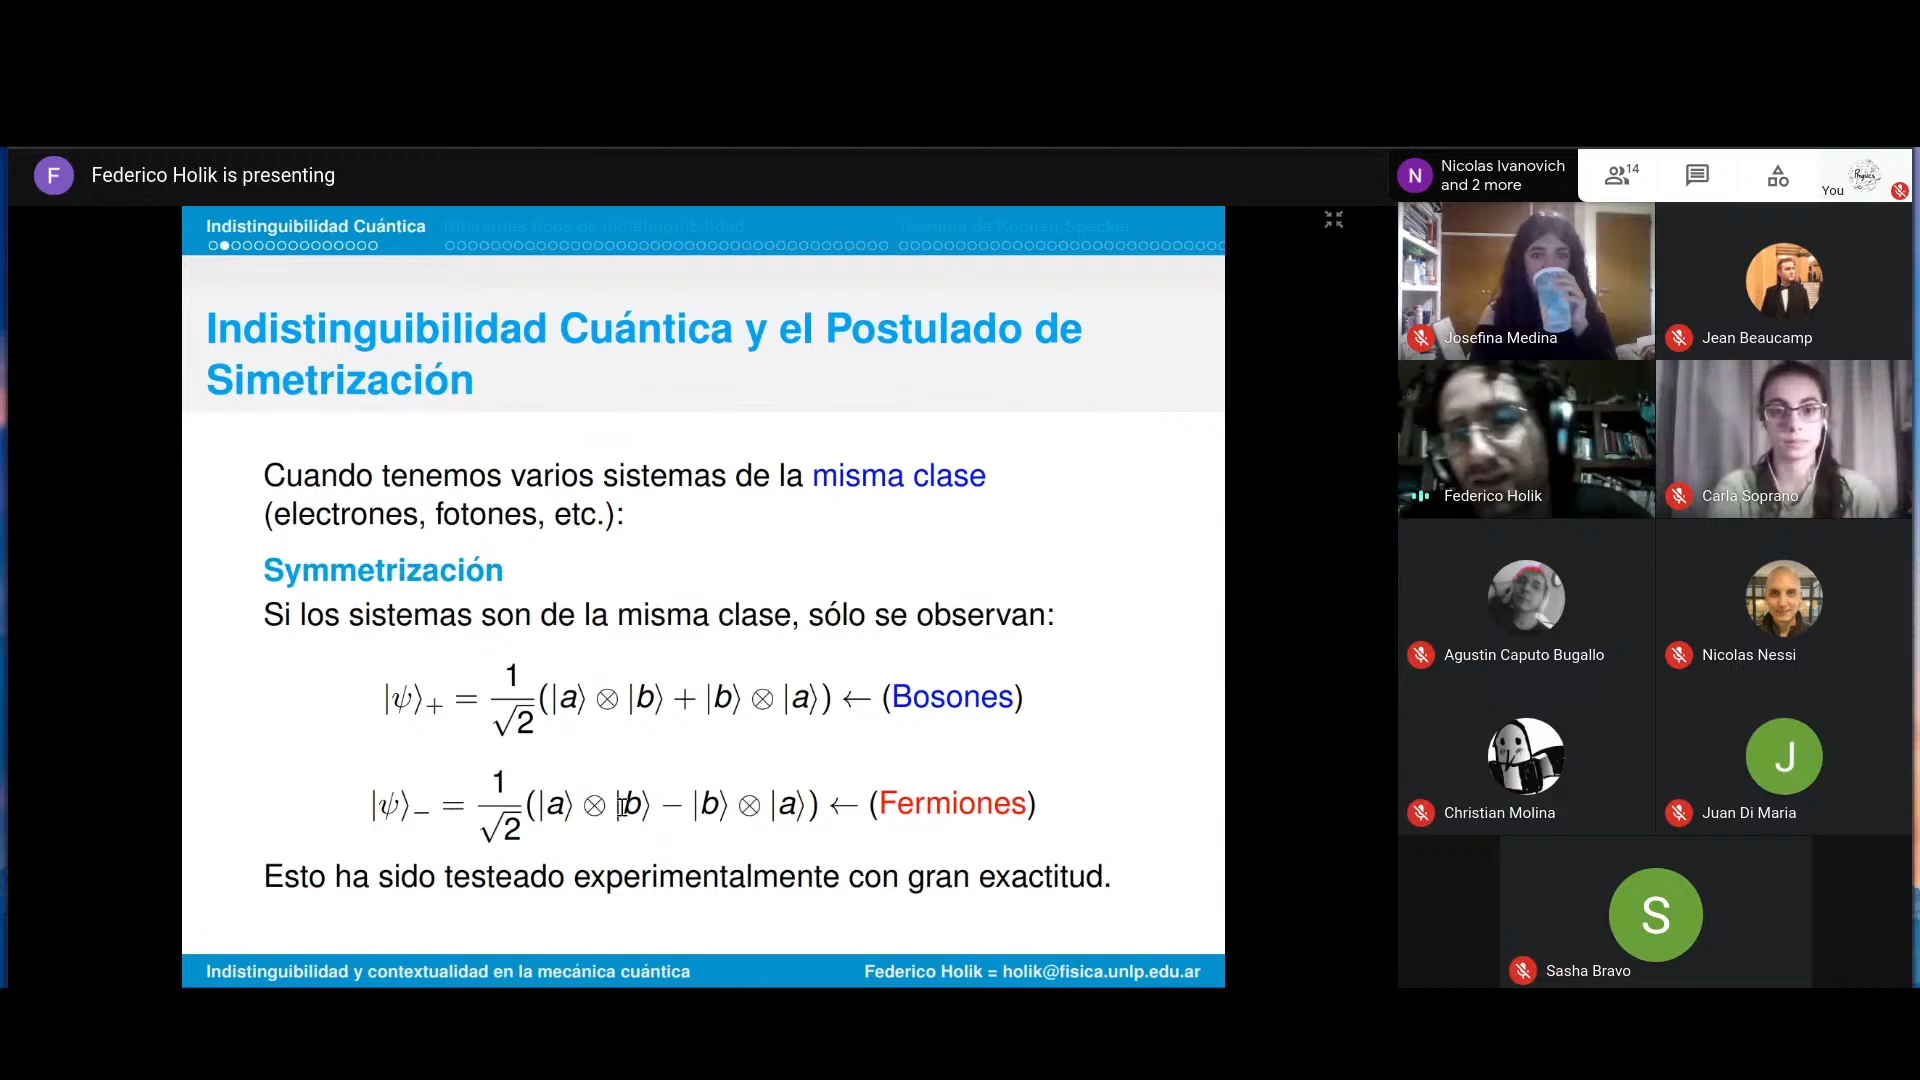 F
Federico Holik is presenting
N
Nicolas Ivanovich
and 2 more
14
You
Physics
Indistinguibilidad Cuántica
Indistinguibilidad Cuántica y el Postulado de
Simetrización
Cuando tenemos varios sistemas de la misma clase
(electrones, fotones, etc.):
Symmetrización
Si los sistemas son de la misma clase, sólo se observan:
|ψ⟩₊ = 1/√2 (|a⟩ ⊗ |b⟩ + |b⟩ ⊗ |a⟩) ← (Bosones)
|ψ⟩₋ = 1/√2 (|a⟩ ⊗ |b⟩ − |b⟩ ⊗ |a⟩) ← (Fermiones)
Esto ha sido testeado experimentalmente con gran exactitud.
Indistinguibilidad y contextualidad en la mecánica cuántica
Federico Holik = holik@fisica.unlp.edu.ar
Josefina Medina
Jean Beaucamp
Federico Holik
Carla Soprano
Agustin Caputo Bugallo
Nicolas Nessi
Christian Molina
J
Juan Di Maria
S
Sasha Bravo